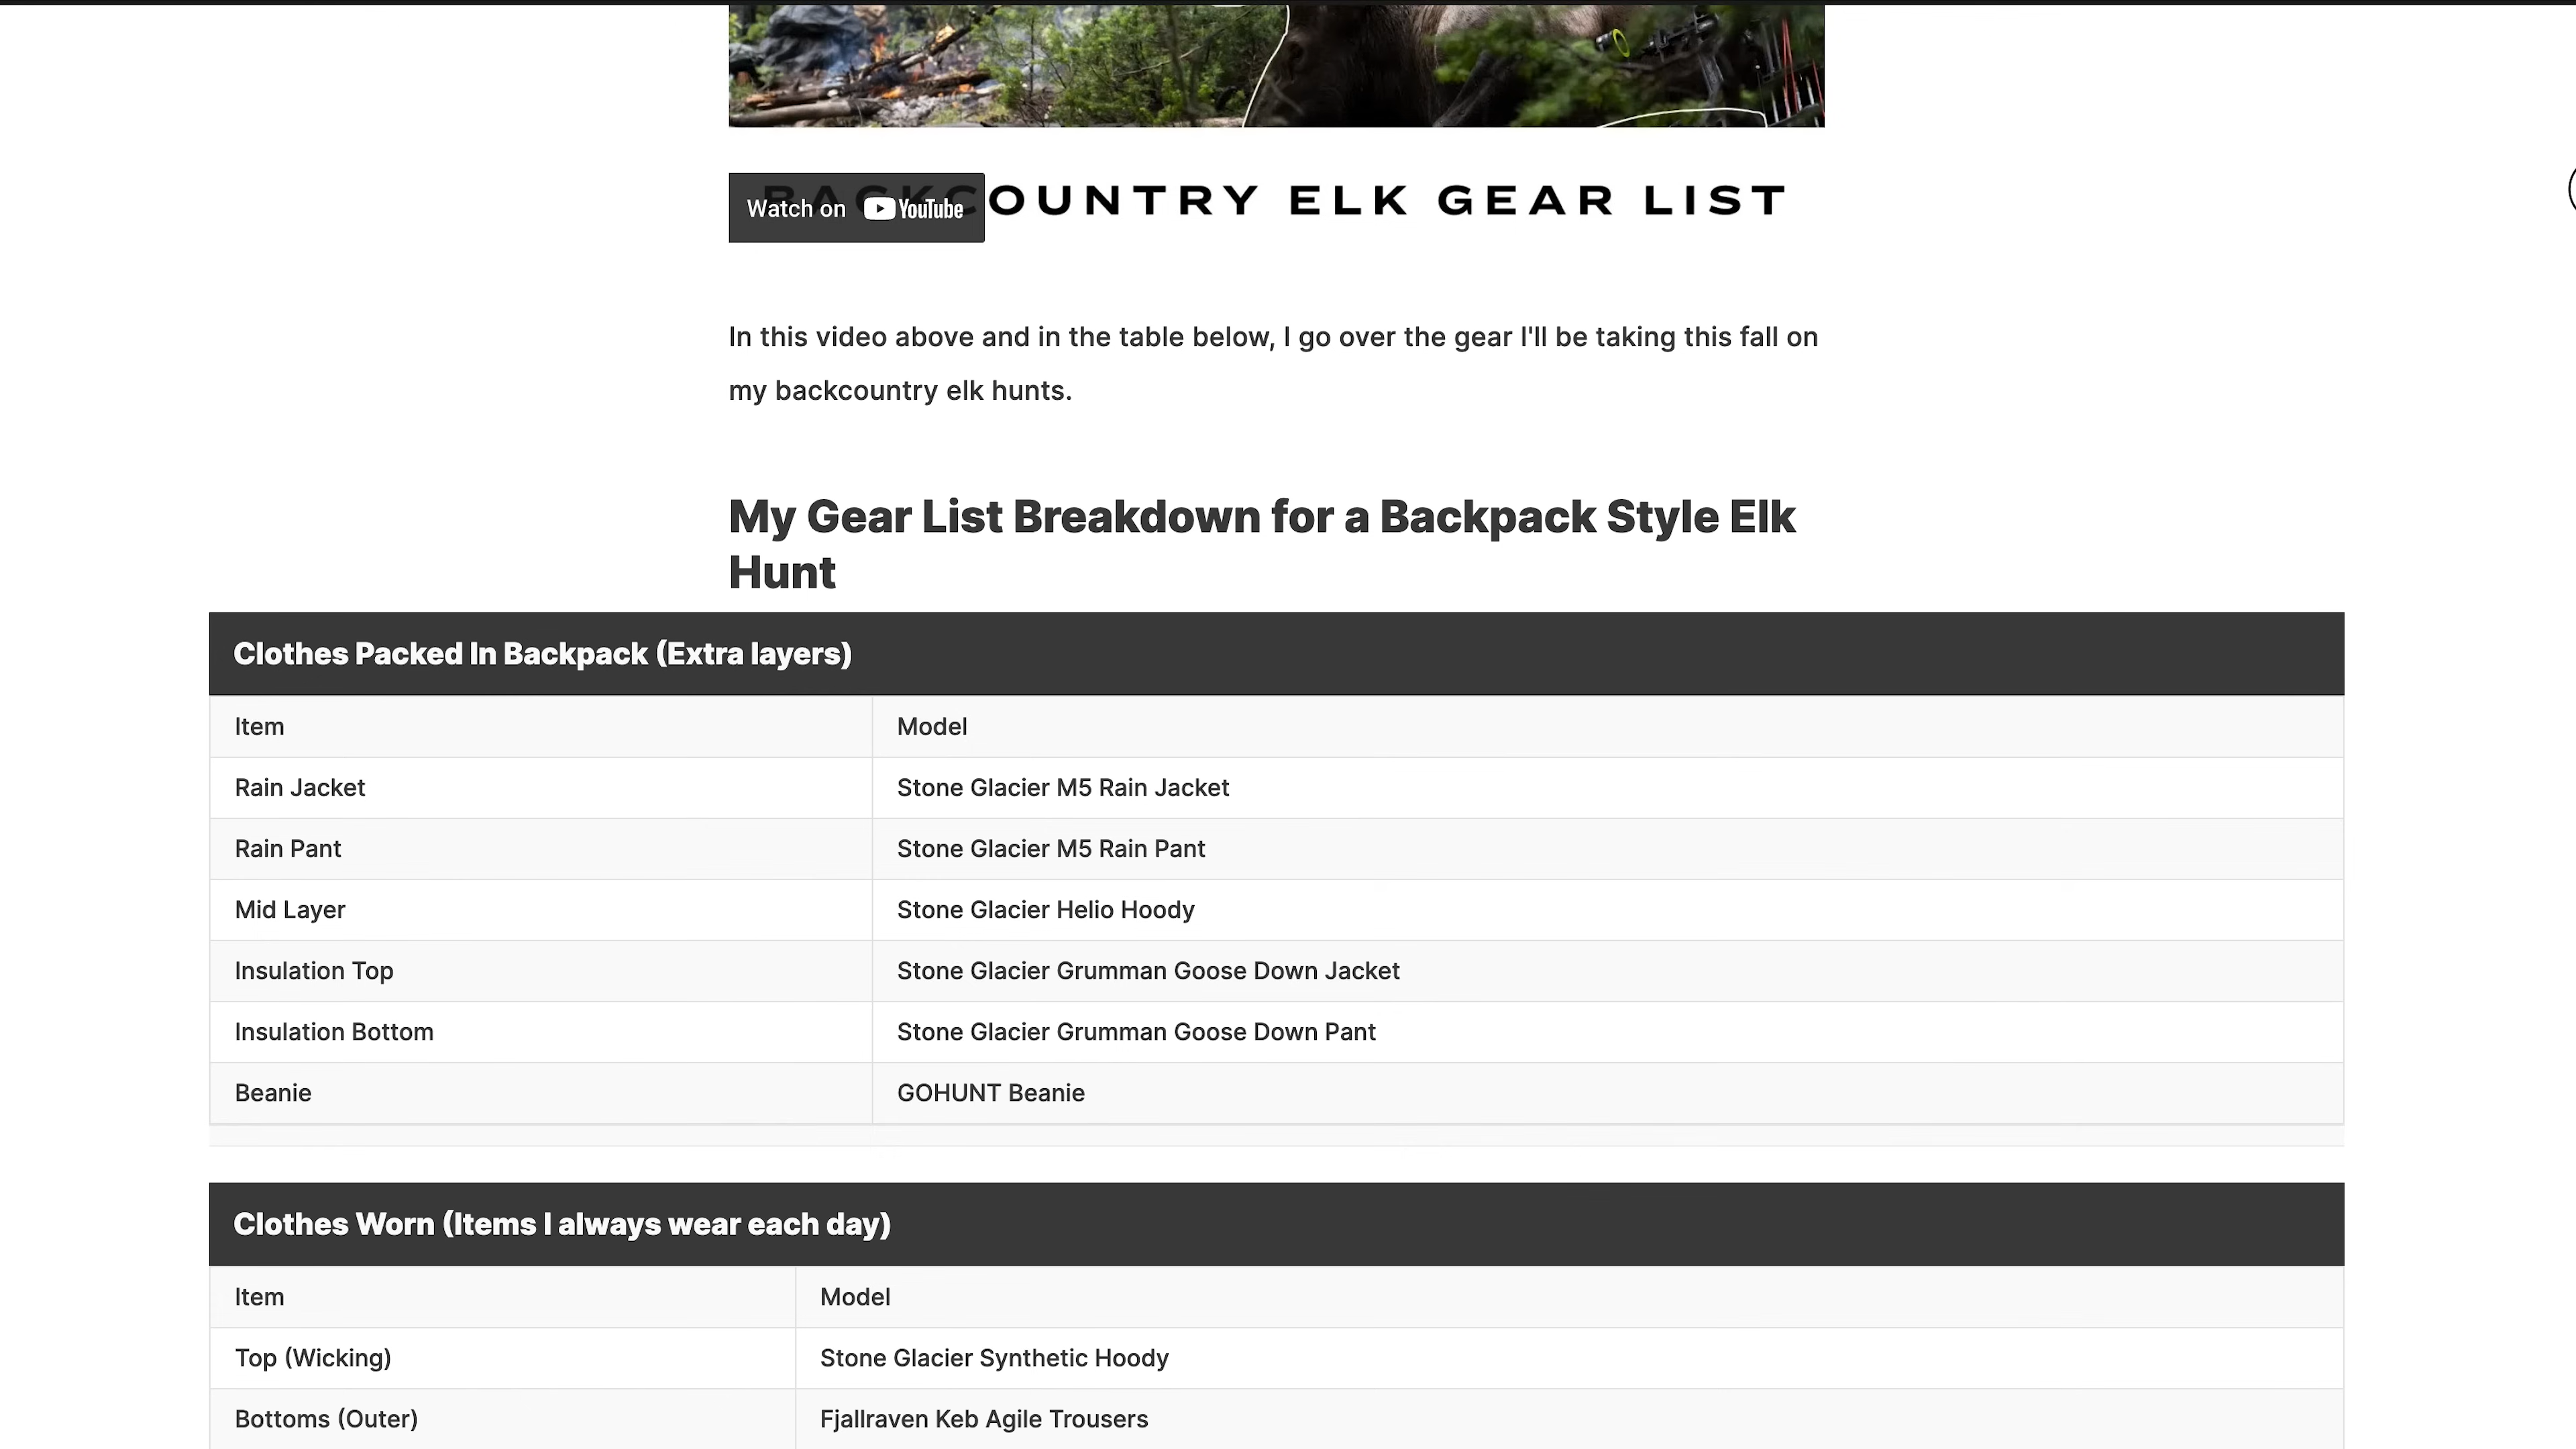 BACKCOUNTRY ELK GEAR LIST
Watch on YouTube
In this video above and in the table below, I go over the gear I'll be taking this fall on
my backcountry elk hunts.
My Gear List Breakdown for a Backpack Style Elk
Hunt
Clothes Packed In Backpack (Extra layers)
Item Model
Rain Jacket Stone Glacier M5 Rain Jacket
Rain Pant Stone Glacier M5 Rain Pant
Mid Layer Stone Glacier Helio Hoody
Insulation Top Stone Glacier Grumman Goose Down Jacket
Insulation Bottom Stone Glacier Grumman Goose Down Pant
Beanie GOHUNT Beanie
Clothes Worn (Items I always wear each day)
Item Model
Top (Wicking) Stone Glacier Synthetic Hoody
Bottoms (Outer) Fjallraven Keb Agile Trousers